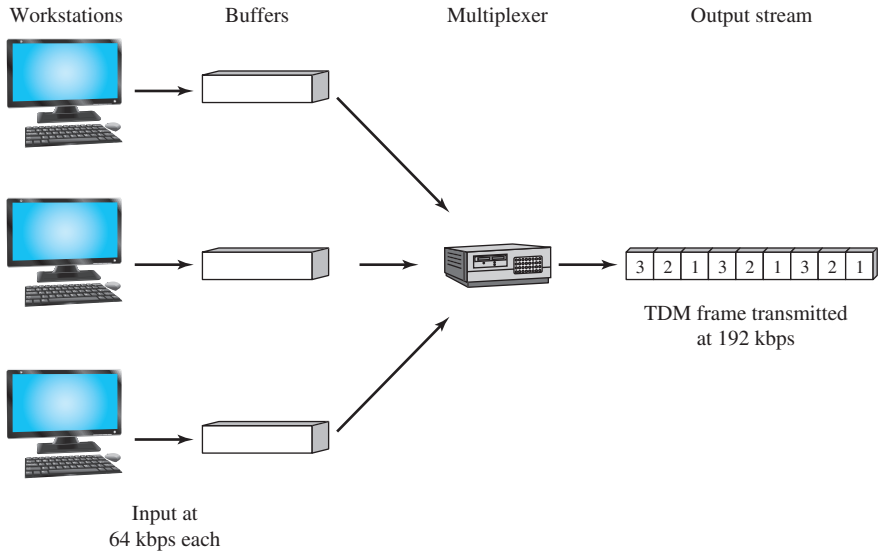 Workstations
Buffers
Multiplexer
Output stream
3 2 1 3 2 1 3 2 1
TDM frame transmitted
at 192 kbps
Input at
64 kbps each